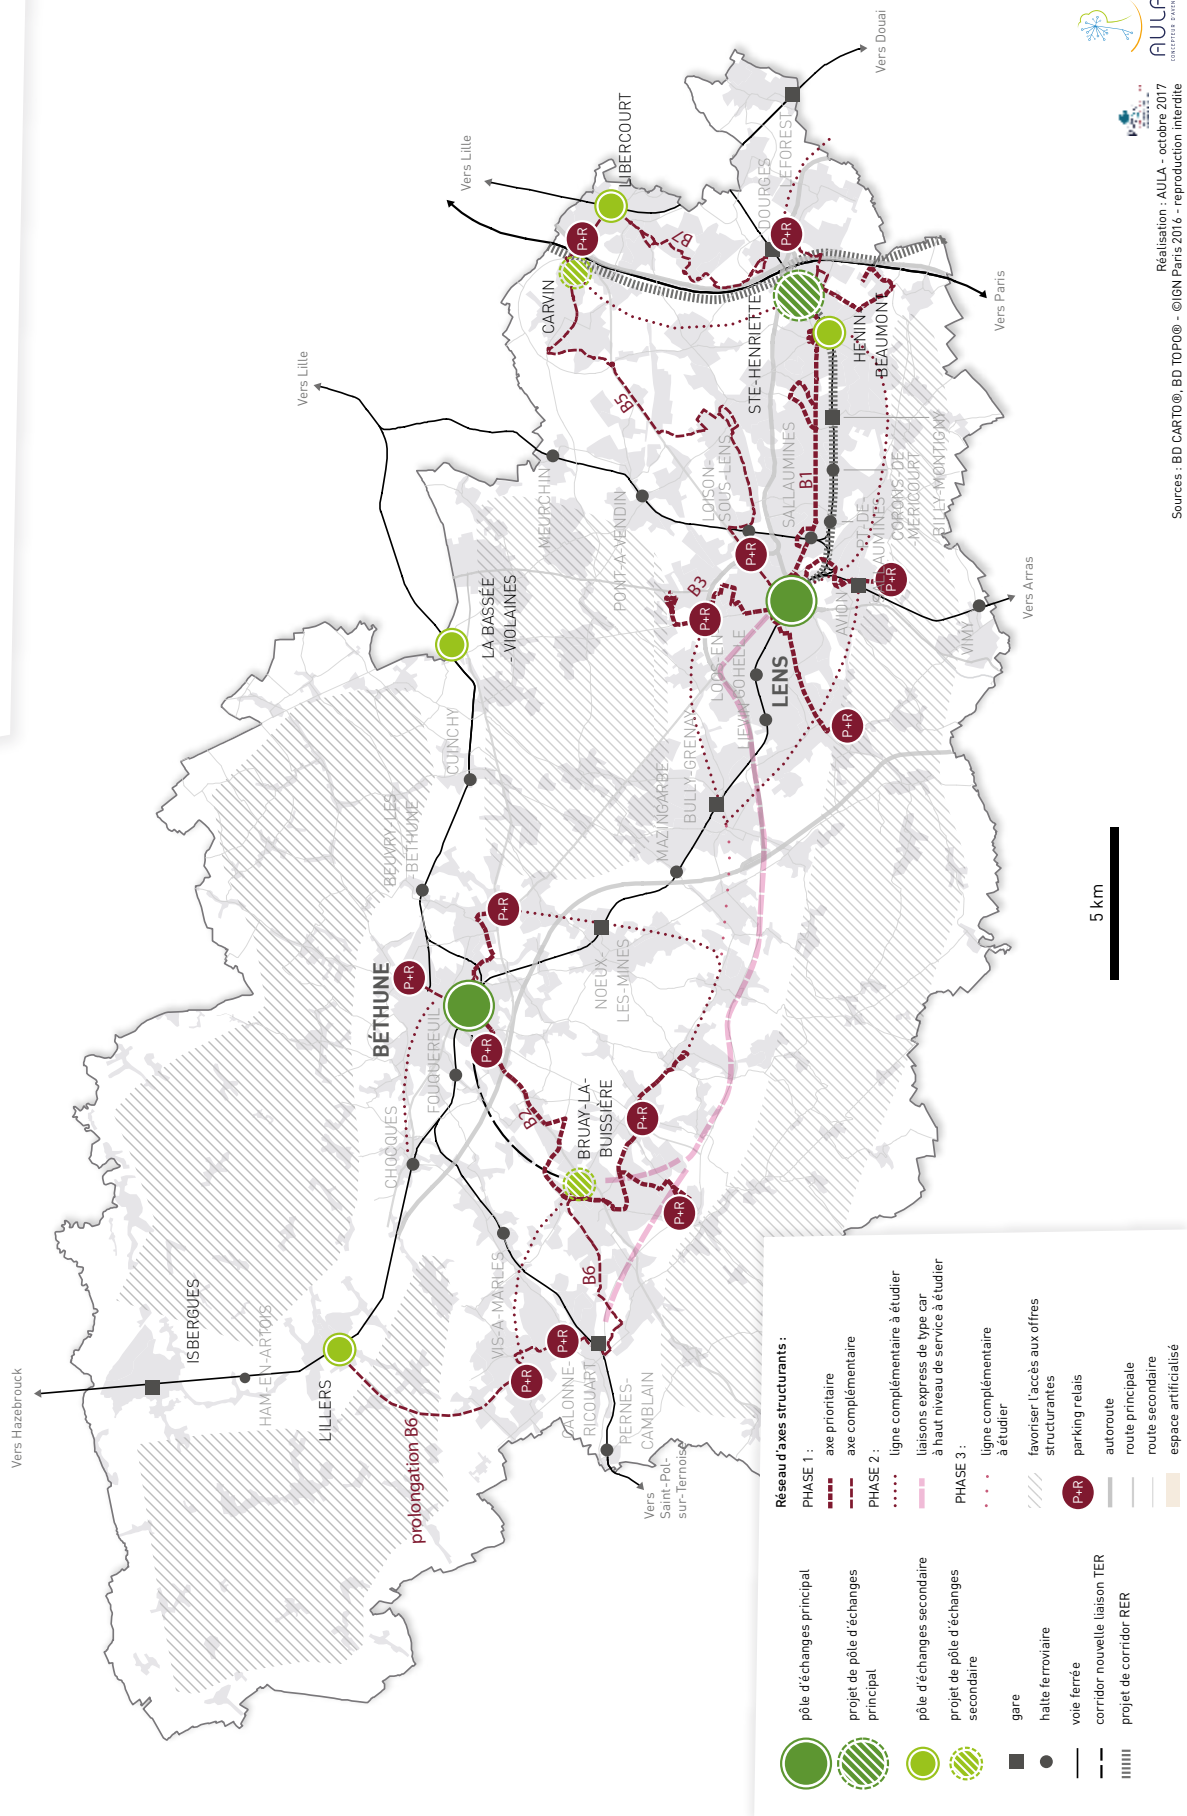 Vers Hazebrouck
ISBERGUES
HAM-EN-ARTOIS
LILLERS
prolongation B6
CHOCQUES
FOUQUEREUIL
BÉTHUNE
BEUVRY-LES
-BÉTHUNE
CUINCHY
LA BASSÉE
- VIOLAINES
Vers Lille
Vers Lille
MEURCHIN
PONT-A-VENDIN
CARVIN
LIBERCOURT
Vers Douai
LEFOREST
DOURGES
STE-HENRIETTE
HENIN
BEAUMONT
Vers Paris
LOISON-
SOUS-LENS
SALLAUMINES
PT-DE-
SALLAUMINES
CORONS-DE-
MERICOURT
BILLY-MONTIGNY
AVION
VIMY
Vers Arras
LENS
LOOS-EN
GOHELLE
LIEVIN
BULLY-GRENAY
MAZINGARBE
NOEUX-
LES-MINES
BRUAY-LA-
BUISSIÈRE
VIS-A-MARLES
CALONNE-
RICOUART
PERNES-
CAMBLAIN
Vers
Saint-Pol-
sur-Ternoise
B1
B2
B3
B5
B6
B7
P+R
P+R
P+R
P+R
P+R
P+R
P+R
P+R
P+R
P+R
P+R
P+R
P+R
P+R
5 km
pôle d'échanges principal
projet de pôle d'échanges
principal
pôle d'échanges secondaire
projet de pôle d'échanges
secondaire
gare
halte ferroviaire
voie ferrée
corridor nouvelle liaison TER
projet de corridor RER
Réseau d'axes structurants :
PHASE 1 :
axe prioritaire
axe complémentaire
PHASE 2 :
ligne complémentaire à étudier
liaisons express de type car
à haut niveau de service à étudier
PHASE 3 :
ligne complémentaire
à étudier
favoriser l'accès aux offres
structurantes
P+R
parking relais
autoroute
route principale
route secondaire
espace artificialisé
AULA
Réalisation : AULA - octobre 2017
Sources : BD CARTO®, BD TOPO® - ©IGN Paris 2016 - reproduction interdite